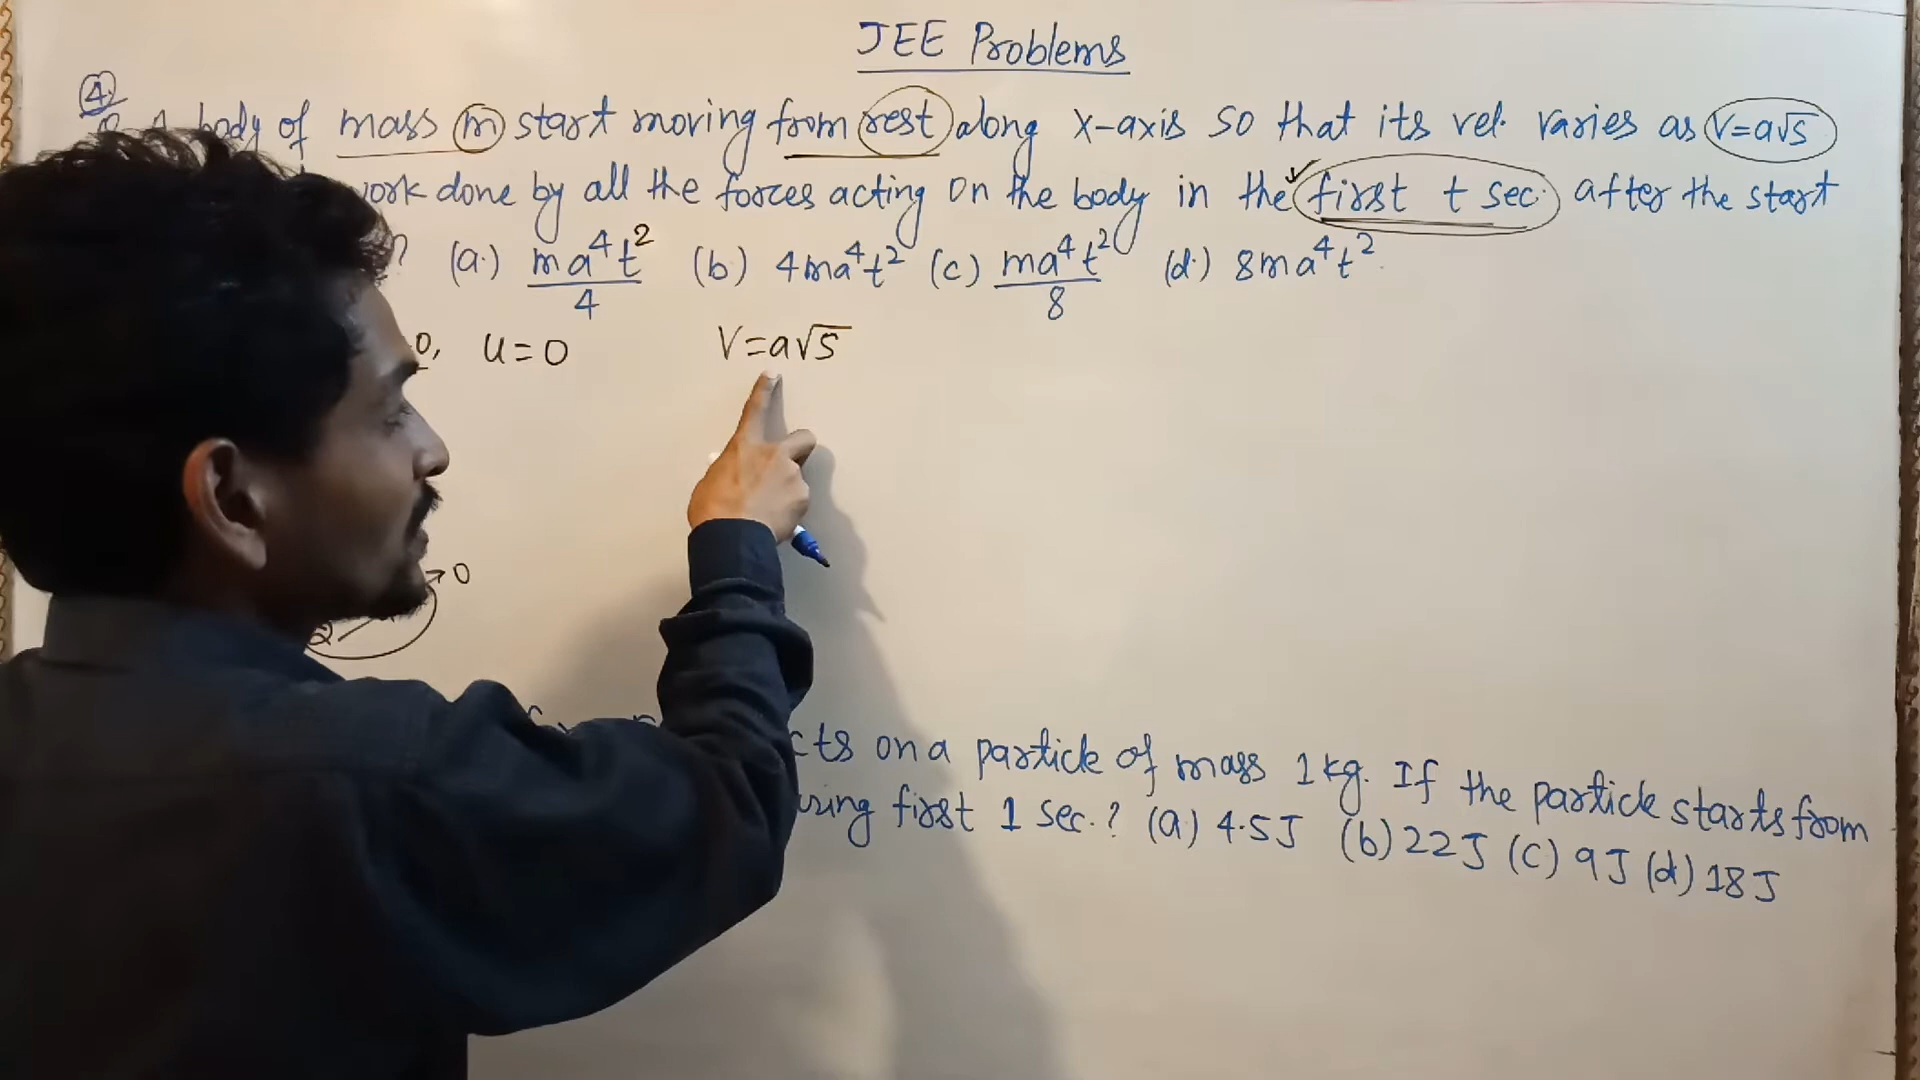 JEE Problems
4
body of mass m start moving from rest along x-axis so that its vel. varies as V=a√s
work done by all the forces acting on the body in the first t sec. after the start
? (a.) ma⁴t²/4 (b) 4ma⁴t² (c) ma⁴t²/8 (d.) 8ma⁴t².
0, u=0 V=a√s
→0
cts on a particle of mass 1kg. If the particle starts from
first 1 sec.? (a) 4.5J (b) 22J (c) 9J (d) 18J